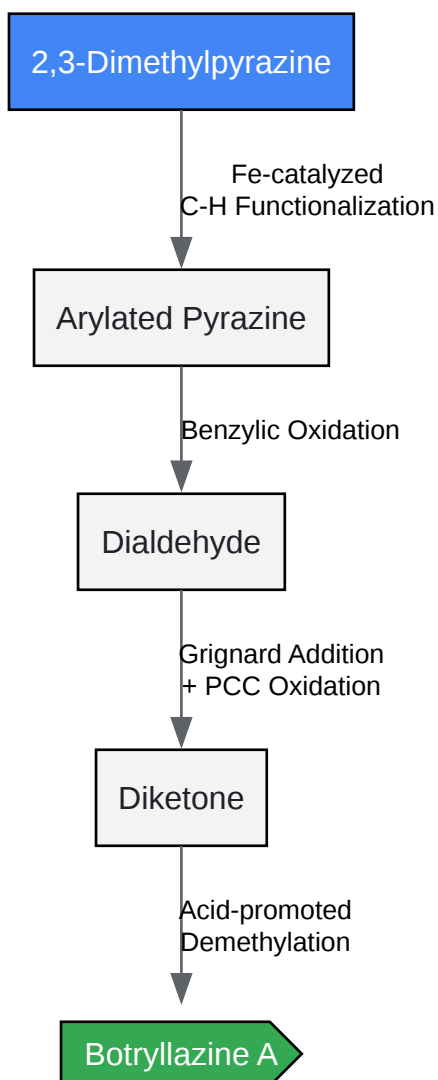 2,3-Dimethylpyrazine
Fe-catalyzed
C-H Functionalization
Arylated Pyrazine
Benzylic Oxidation
Dialdehyde
Grignard Addition
+ PCC Oxidation
Diketone
Acid-promoted
Demethylation
Botryllazine A